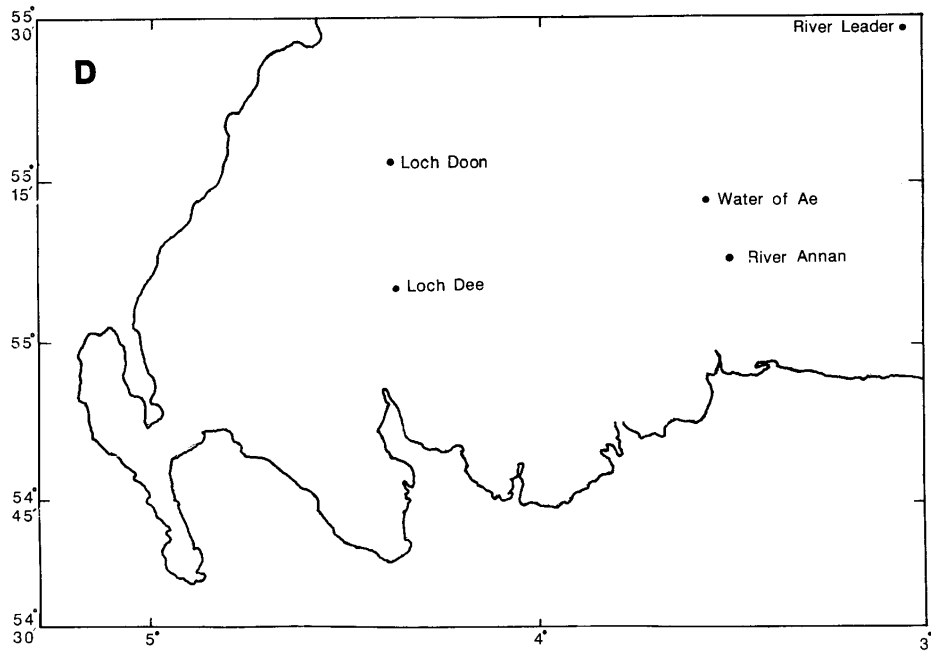 55°
30′
River Leader
D
Loch Doon
55°
15′
Water of Ae
River Annan
Loch Dee
55°
54°
45′
54°
30′
5°
4°
3°